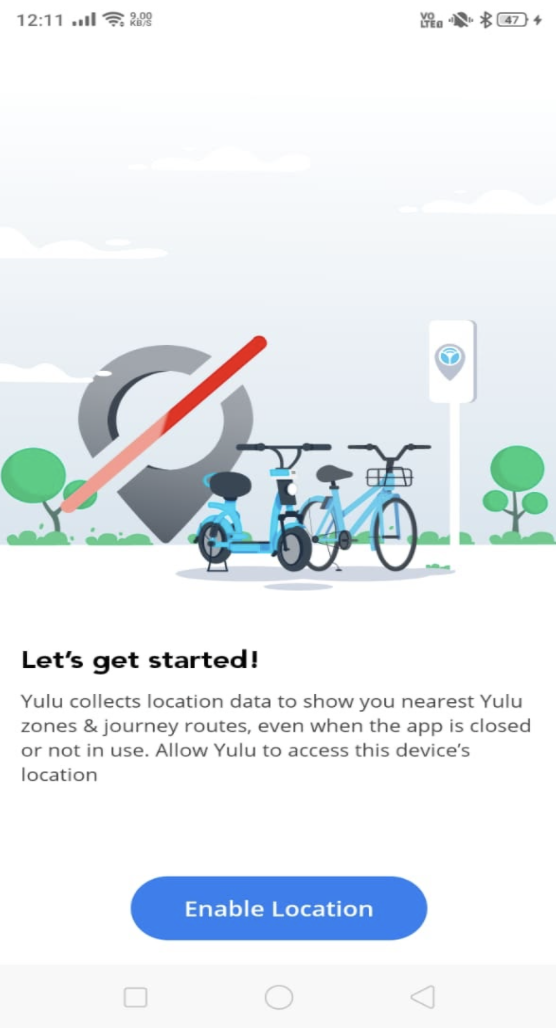 12:11 9.00 KB/S VO LTE2 47
Let's get started!
Yulu collects location data to show you nearest Yulu
zones & journey routes, even when the app is closed
or not in use. Allow Yulu to access this device's
location
Enable Location